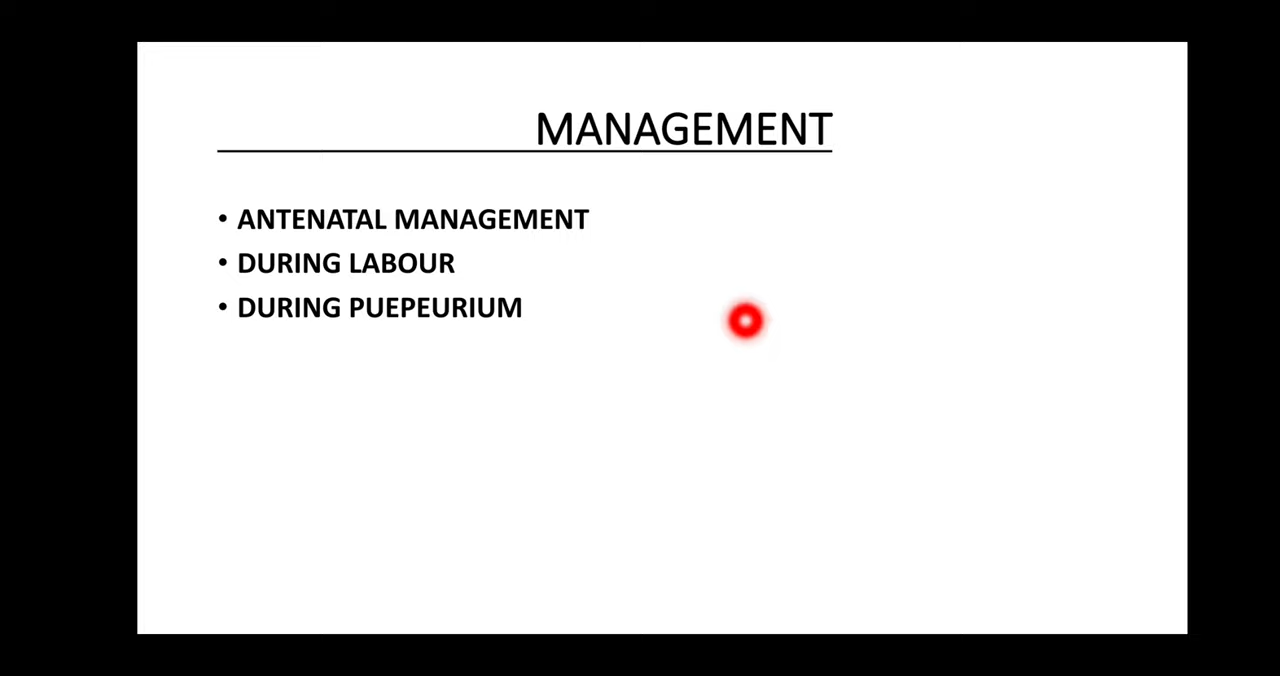 MANAGEMENT
• ANTENATAL MANAGEMENT
• DURING LABOUR
• DURING PUEPEURIUM